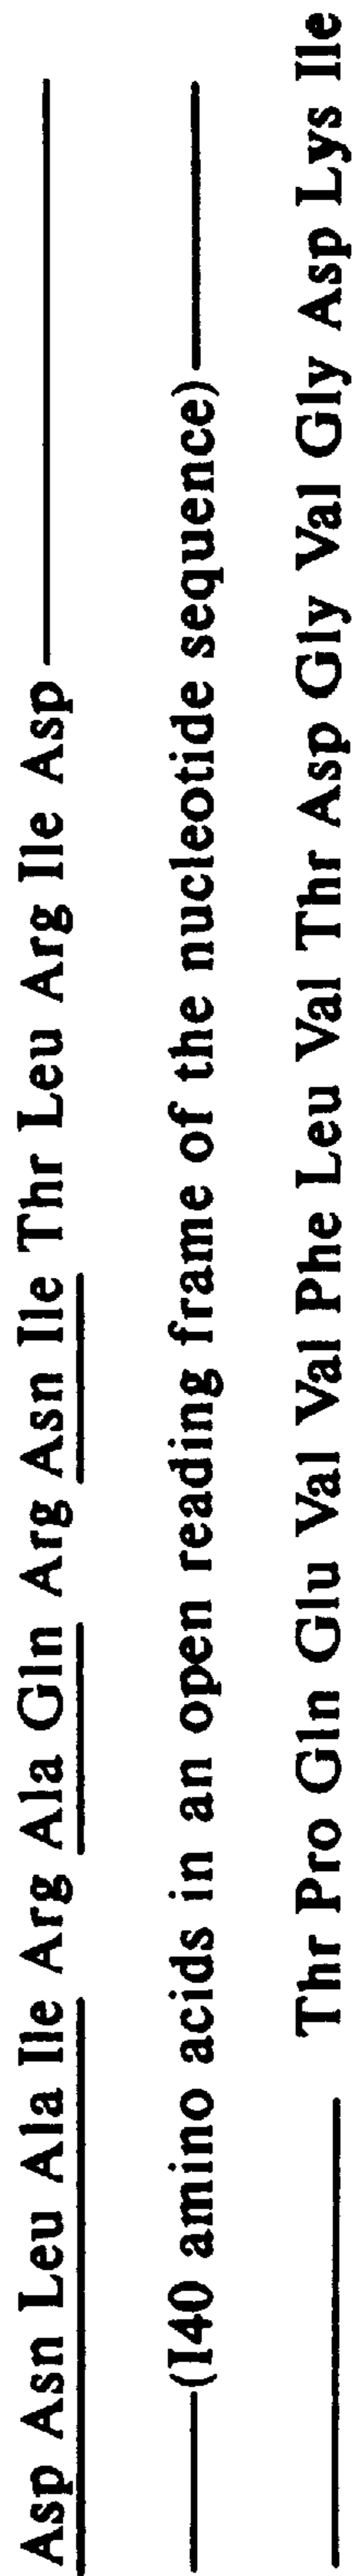 Asp Asn Leu Ala Ile Arg Ala Gln Arg Asn Ile Thr Leu Arg Ile Asp
(140 amino acids in an open reading frame of the nucleotide sequence)
Thr Pro Gln Glu Val Val Phe Leu Val Thr Asp Gly Val Gly Asp Lys Ile